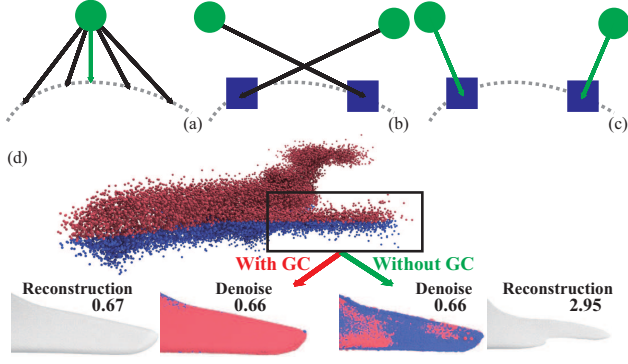 (a)
(b)
(c)
(d)
With GC
Without GC
Reconstruction
0.67
Denoise
0.66
Denoise
0.66
Reconstruction
2.95